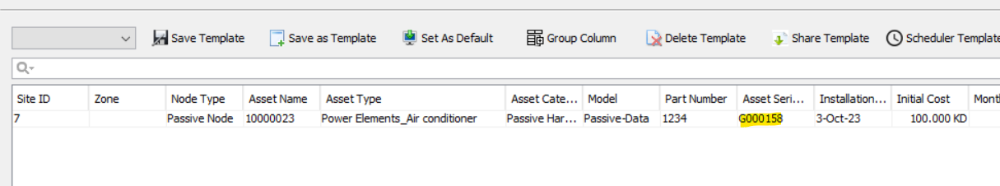 Save Template Save as Template Set As Default Group Column Delete Template Share Template Scheduler Template
Site ID Zone Node Type Asset Name Asset Type Asset Cate... Model Part Number Asset Seri... Installation... Initial Cost Mont
7 Passive Node 10000023 Power Elements_Air conditioner Passive Har... Passive-Data 1234 G000158 3-Oct-23 100.000 KD